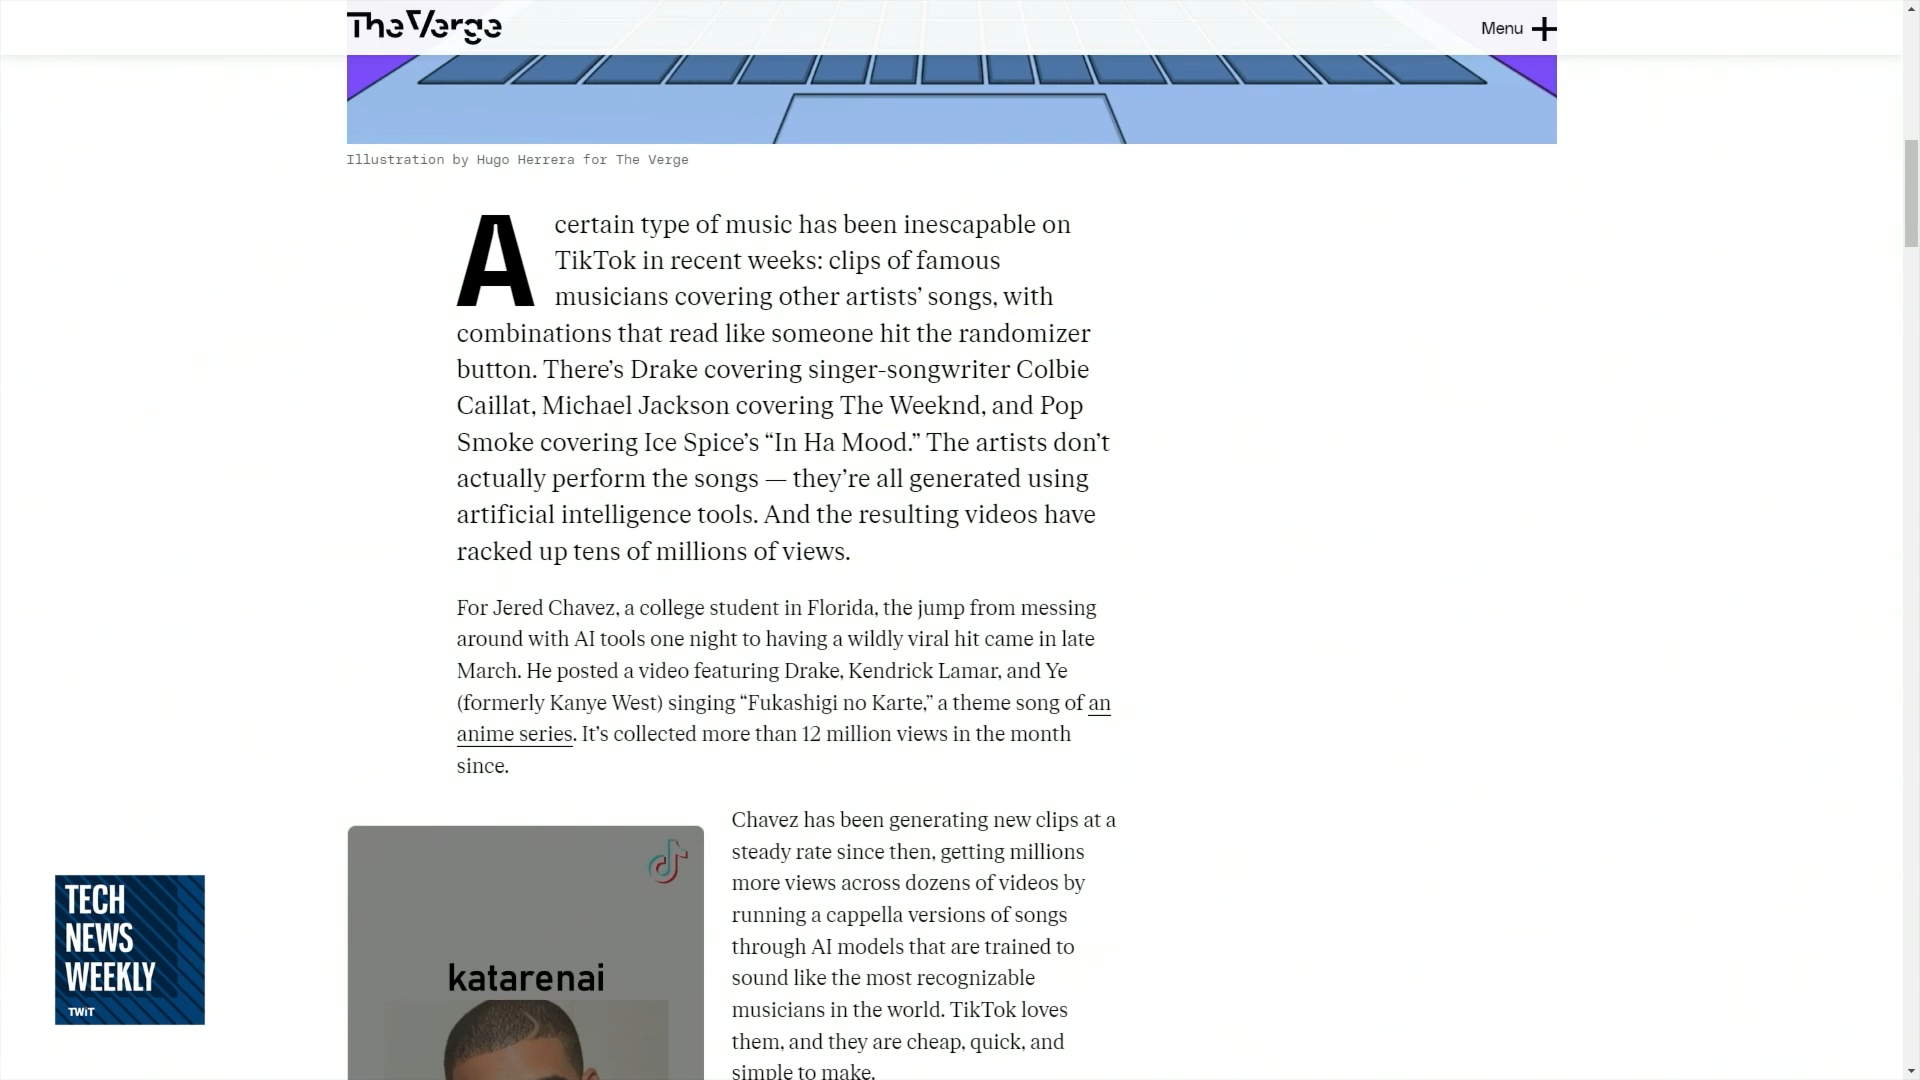 The Verge
Menu
Illustration by Hugo Herrera for The Verge
A certain type of music has been inescapable on
TikTok in recent weeks: clips of famous
musicians covering other artists’ songs, with
combinations that read like someone hit the randomizer
button. There’s Drake covering singer-songwriter Colbie
Caillat, Michael Jackson covering The Weeknd, and Pop
Smoke covering Ice Spice’s “In Ha Mood.” The artists don’t
actually perform the songs — they’re all generated using
artificial intelligence tools. And the resulting videos have
racked up tens of millions of views.
For Jered Chavez, a college student in Florida, the jump from messing
around with AI tools one night to having a wildly viral hit came in late
March. He posted a video featuring Drake, Kendrick Lamar, and Ye
(formerly Kanye West) singing “Fukashigi no Karte,” a theme song of an
anime series. It’s collected more than 12 million views in the month
since.
Chavez has been generating new clips at a
steady rate since then, getting millions
more views across dozens of videos by
running a cappella versions of songs
through AI models that are trained to
sound like the most recognizable
musicians in the world. TikTok loves
them, and they are cheap, quick, and
simple to make.
katarenai
TECH
NEWS
WEEKLY
TWiT